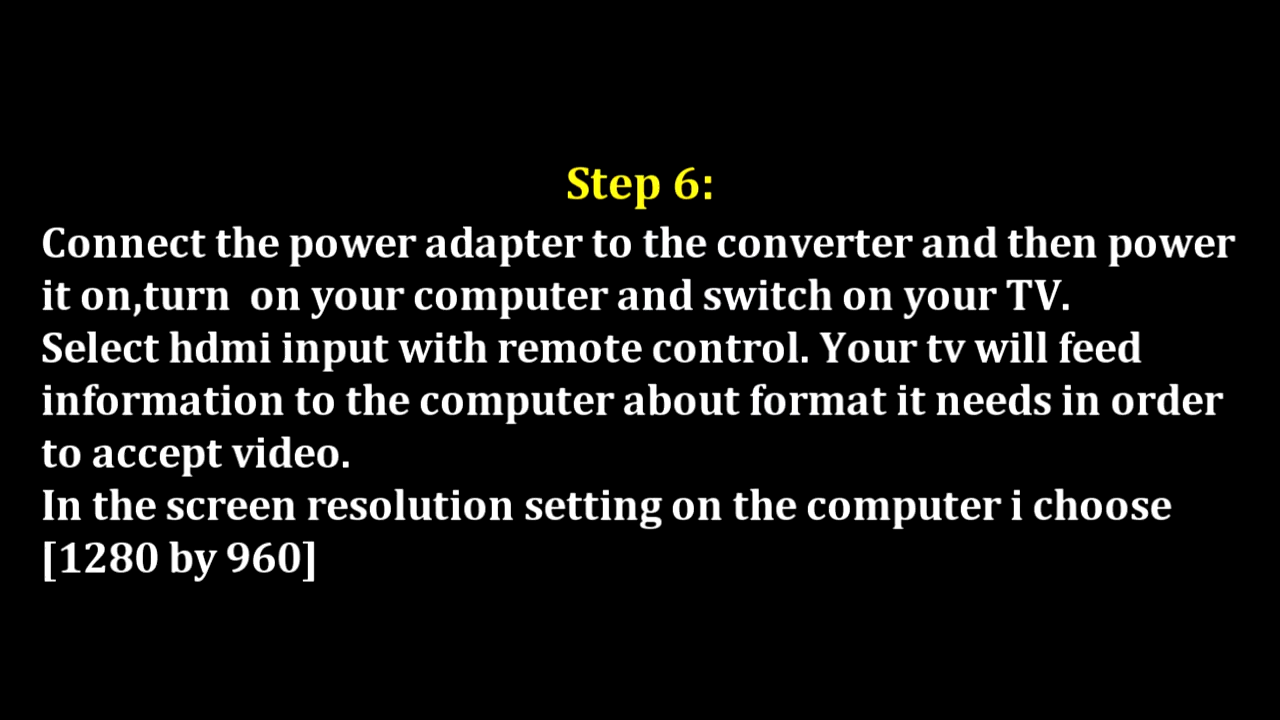 Step 6:
Connect the power adapter to the converter and then power
it on,turn  on your computer and switch on your TV.
Select hdmi input with remote control. Your tv will feed
information to the computer about format it needs in order
to accept video.
In the screen resolution setting on the computer i choose
[1280 by 960]